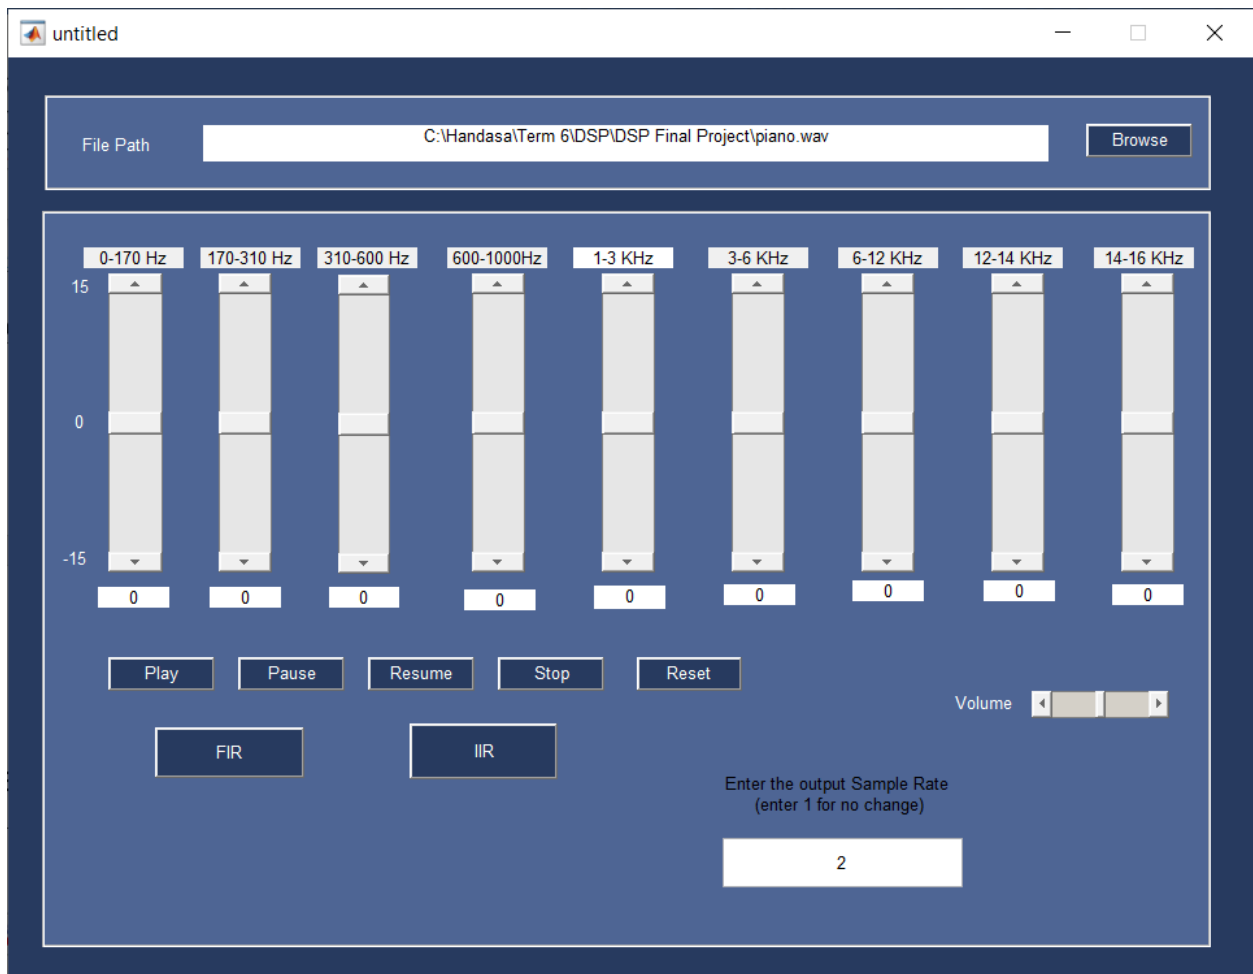 untitled
File Path
C:\Handasa\Term 6\DSP\DSP Final Project\piano.wav
Browse
0-170 Hz
170-310 Hz
310-600 Hz
600-1000Hz
1-3 KHz
3-6 KHz
6-12 KHz
12-14 KHz
14-16 KHz
15
0
-15
0
0
0
0
0
0
0
0
0
Play
Pause
Resume
Stop
Reset
Volume
FIR
IIR
Enter the output Sample Rate
(enter 1 for no change)
2